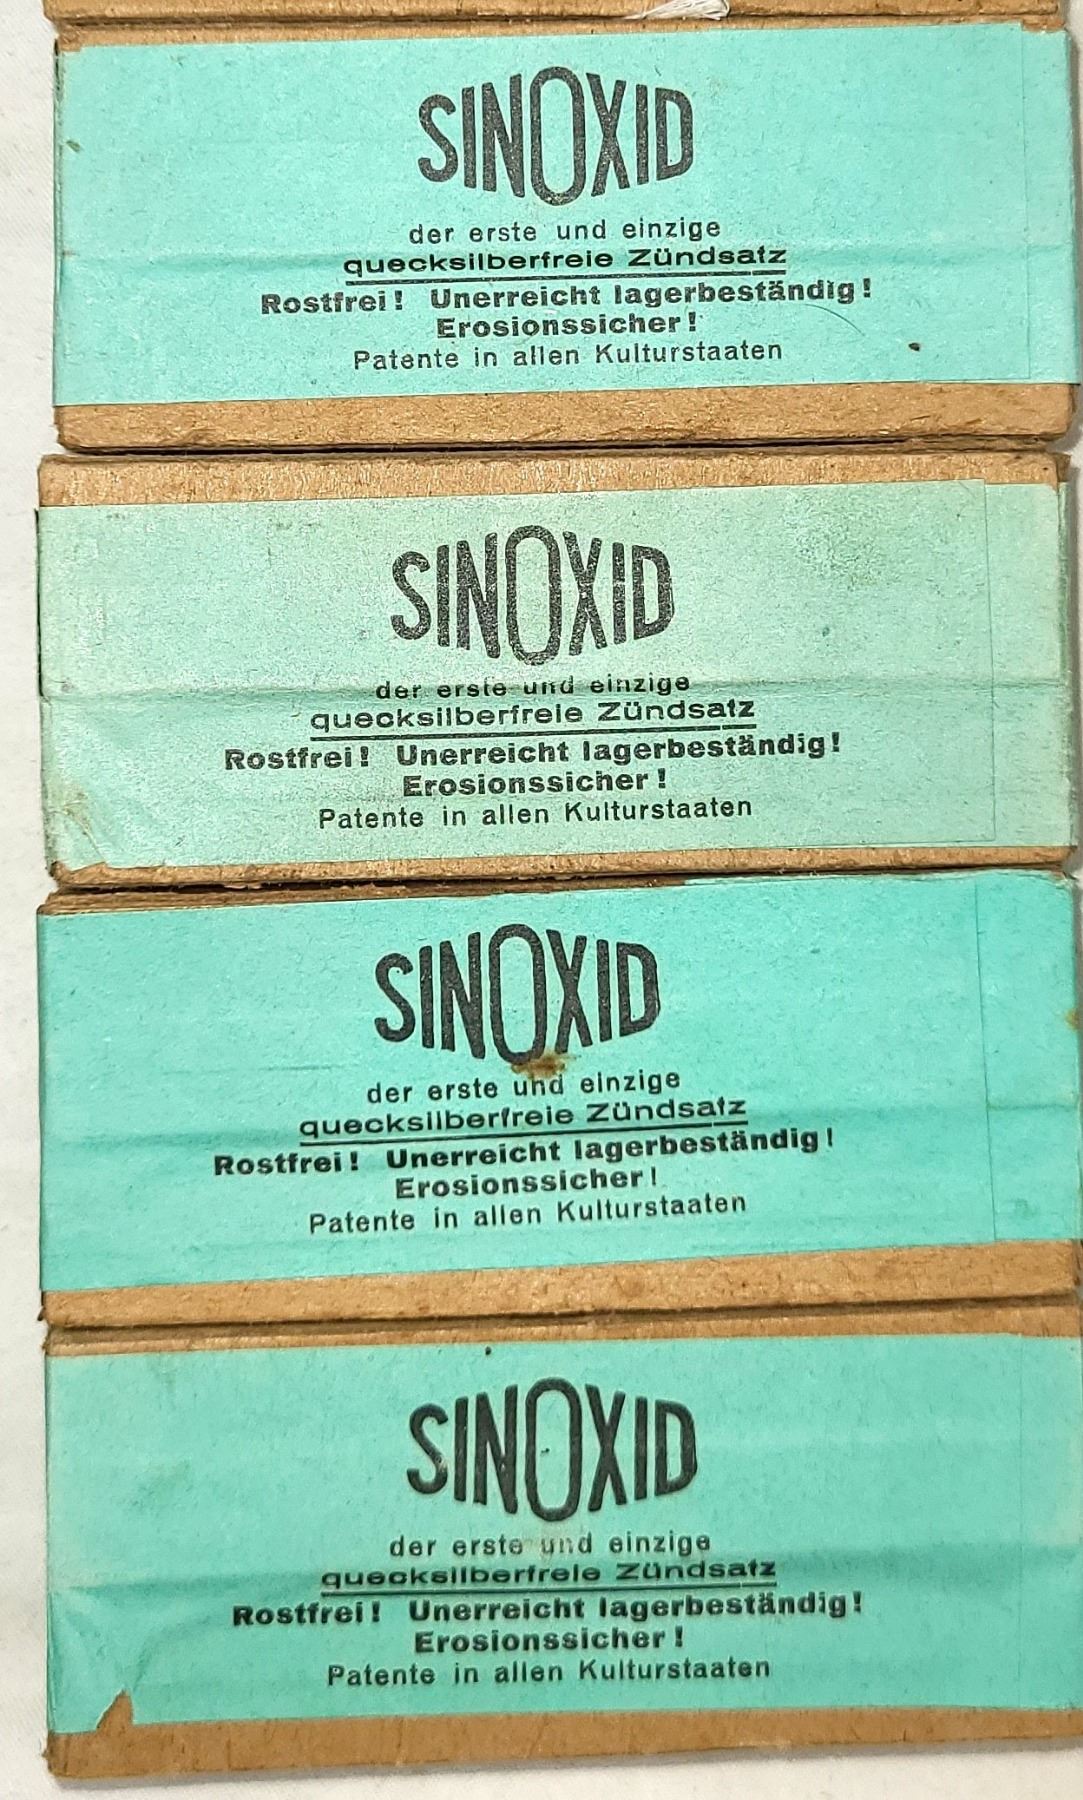 SINOXID
der erste und einzige
quecksilberfreie Zündsatz
Rostfrei! Unerreicht lagerbeständig!
Erosionssicher!
Patente in allen Kulturstaaten
SINOXID
der erste und einzige
quecksilberfreie Zündsatz
Rostfrei! Unerreicht lagerbeständig!
Erosionssicher!
Patente in allen Kulturstaaten
SINOXID
der erste und einzige
quecksilberfreie Zündsatz
Rostfrei! Unerreicht lagerbeständig!
Erosionssicher!
Patente in allen Kulturstaaten
SINOXID
der erste und einzige
quecksilberfreie Zündsatz
Rostfrei! Unerreicht lagerbeständig!
Erosionssicher!
Patente in allen Kulturstaaten